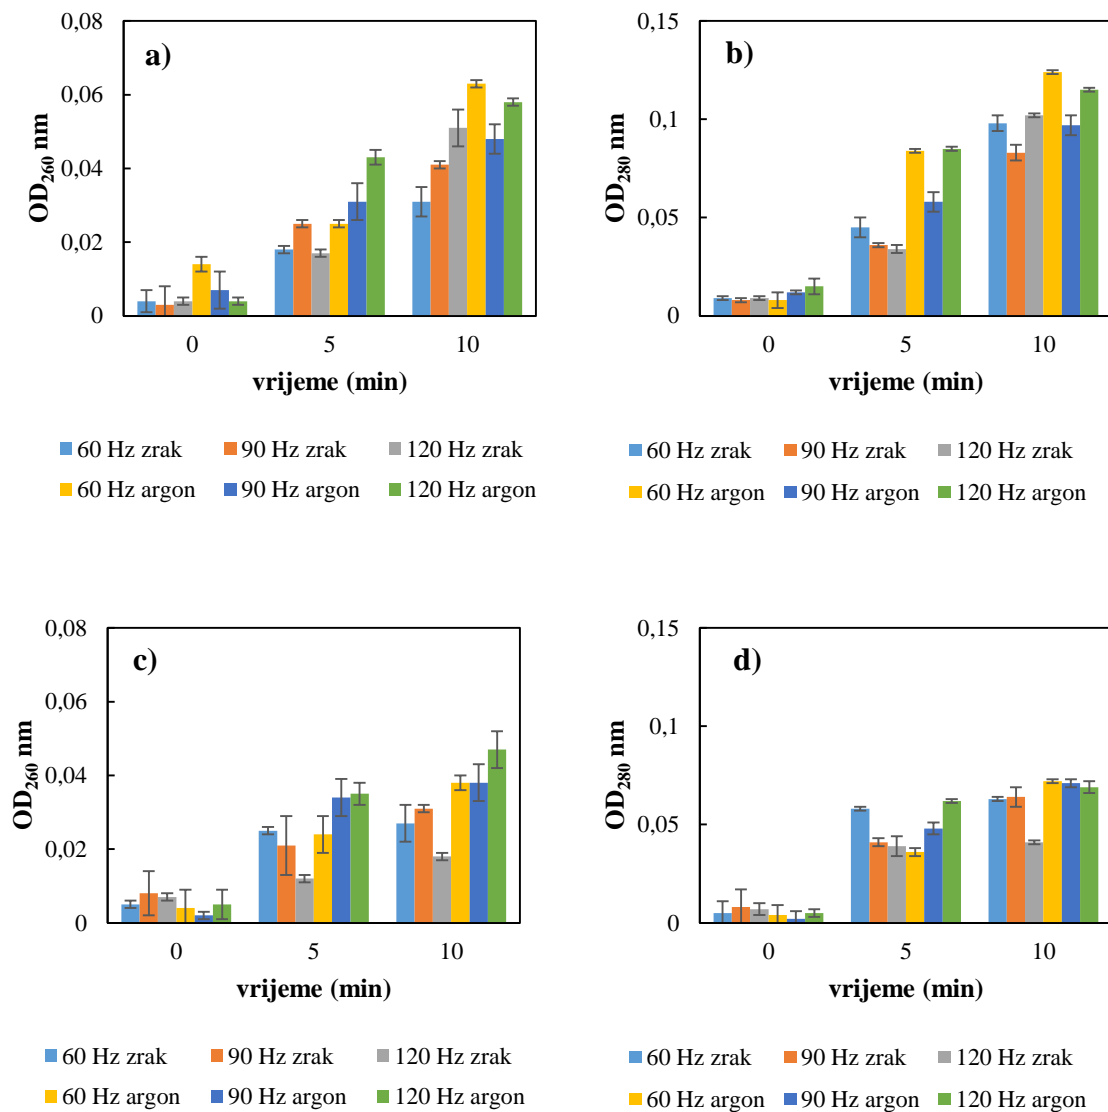 a)
0,08
0,06
0,04
0,02
0
OD260 nm
0 5 10
vrijeme (min)
60 Hz zrak 90 Hz zrak 120 Hz zrak
60 Hz argon 90 Hz argon 120 Hz argon
b)
0,15
0,1
0,05
0
OD280 nm
0 5 10
vrijeme (min)
60 Hz zrak 90 Hz zrak 120 Hz zrak
60 Hz argon 90 Hz argon 120 Hz argon
c)
0,08
0,06
0,04
0,02
0
OD260 nm
0 5 10
vrijeme (min)
60 Hz zrak 90 Hz zrak 120 Hz zrak
60 Hz argon 90 Hz argon 120 Hz argon
d)
0,15
0,1
0,05
0
OD280 nm
0 5 10
vrijeme (min)
60 Hz zrak 90 Hz zrak 120 Hz zrak
60 Hz argon 90 Hz argon 120 Hz argon